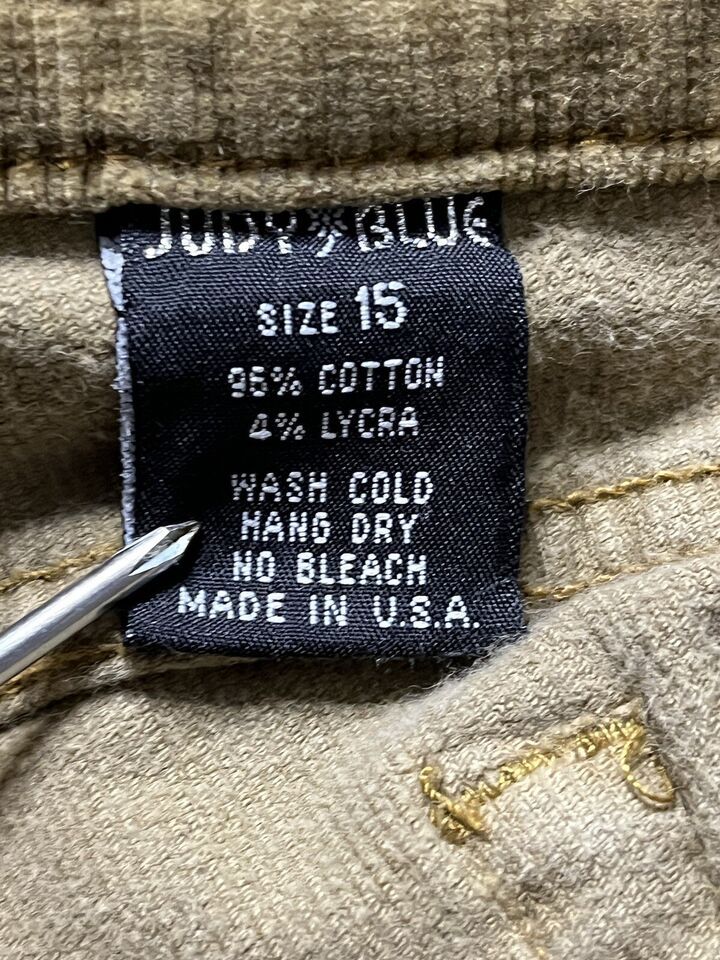 JUDY BLUE
SIZE 15
96% COTTON
4% LYCRA
WASH COLD
HANG DRY
NO BLEACH
MADE IN U.S.A.